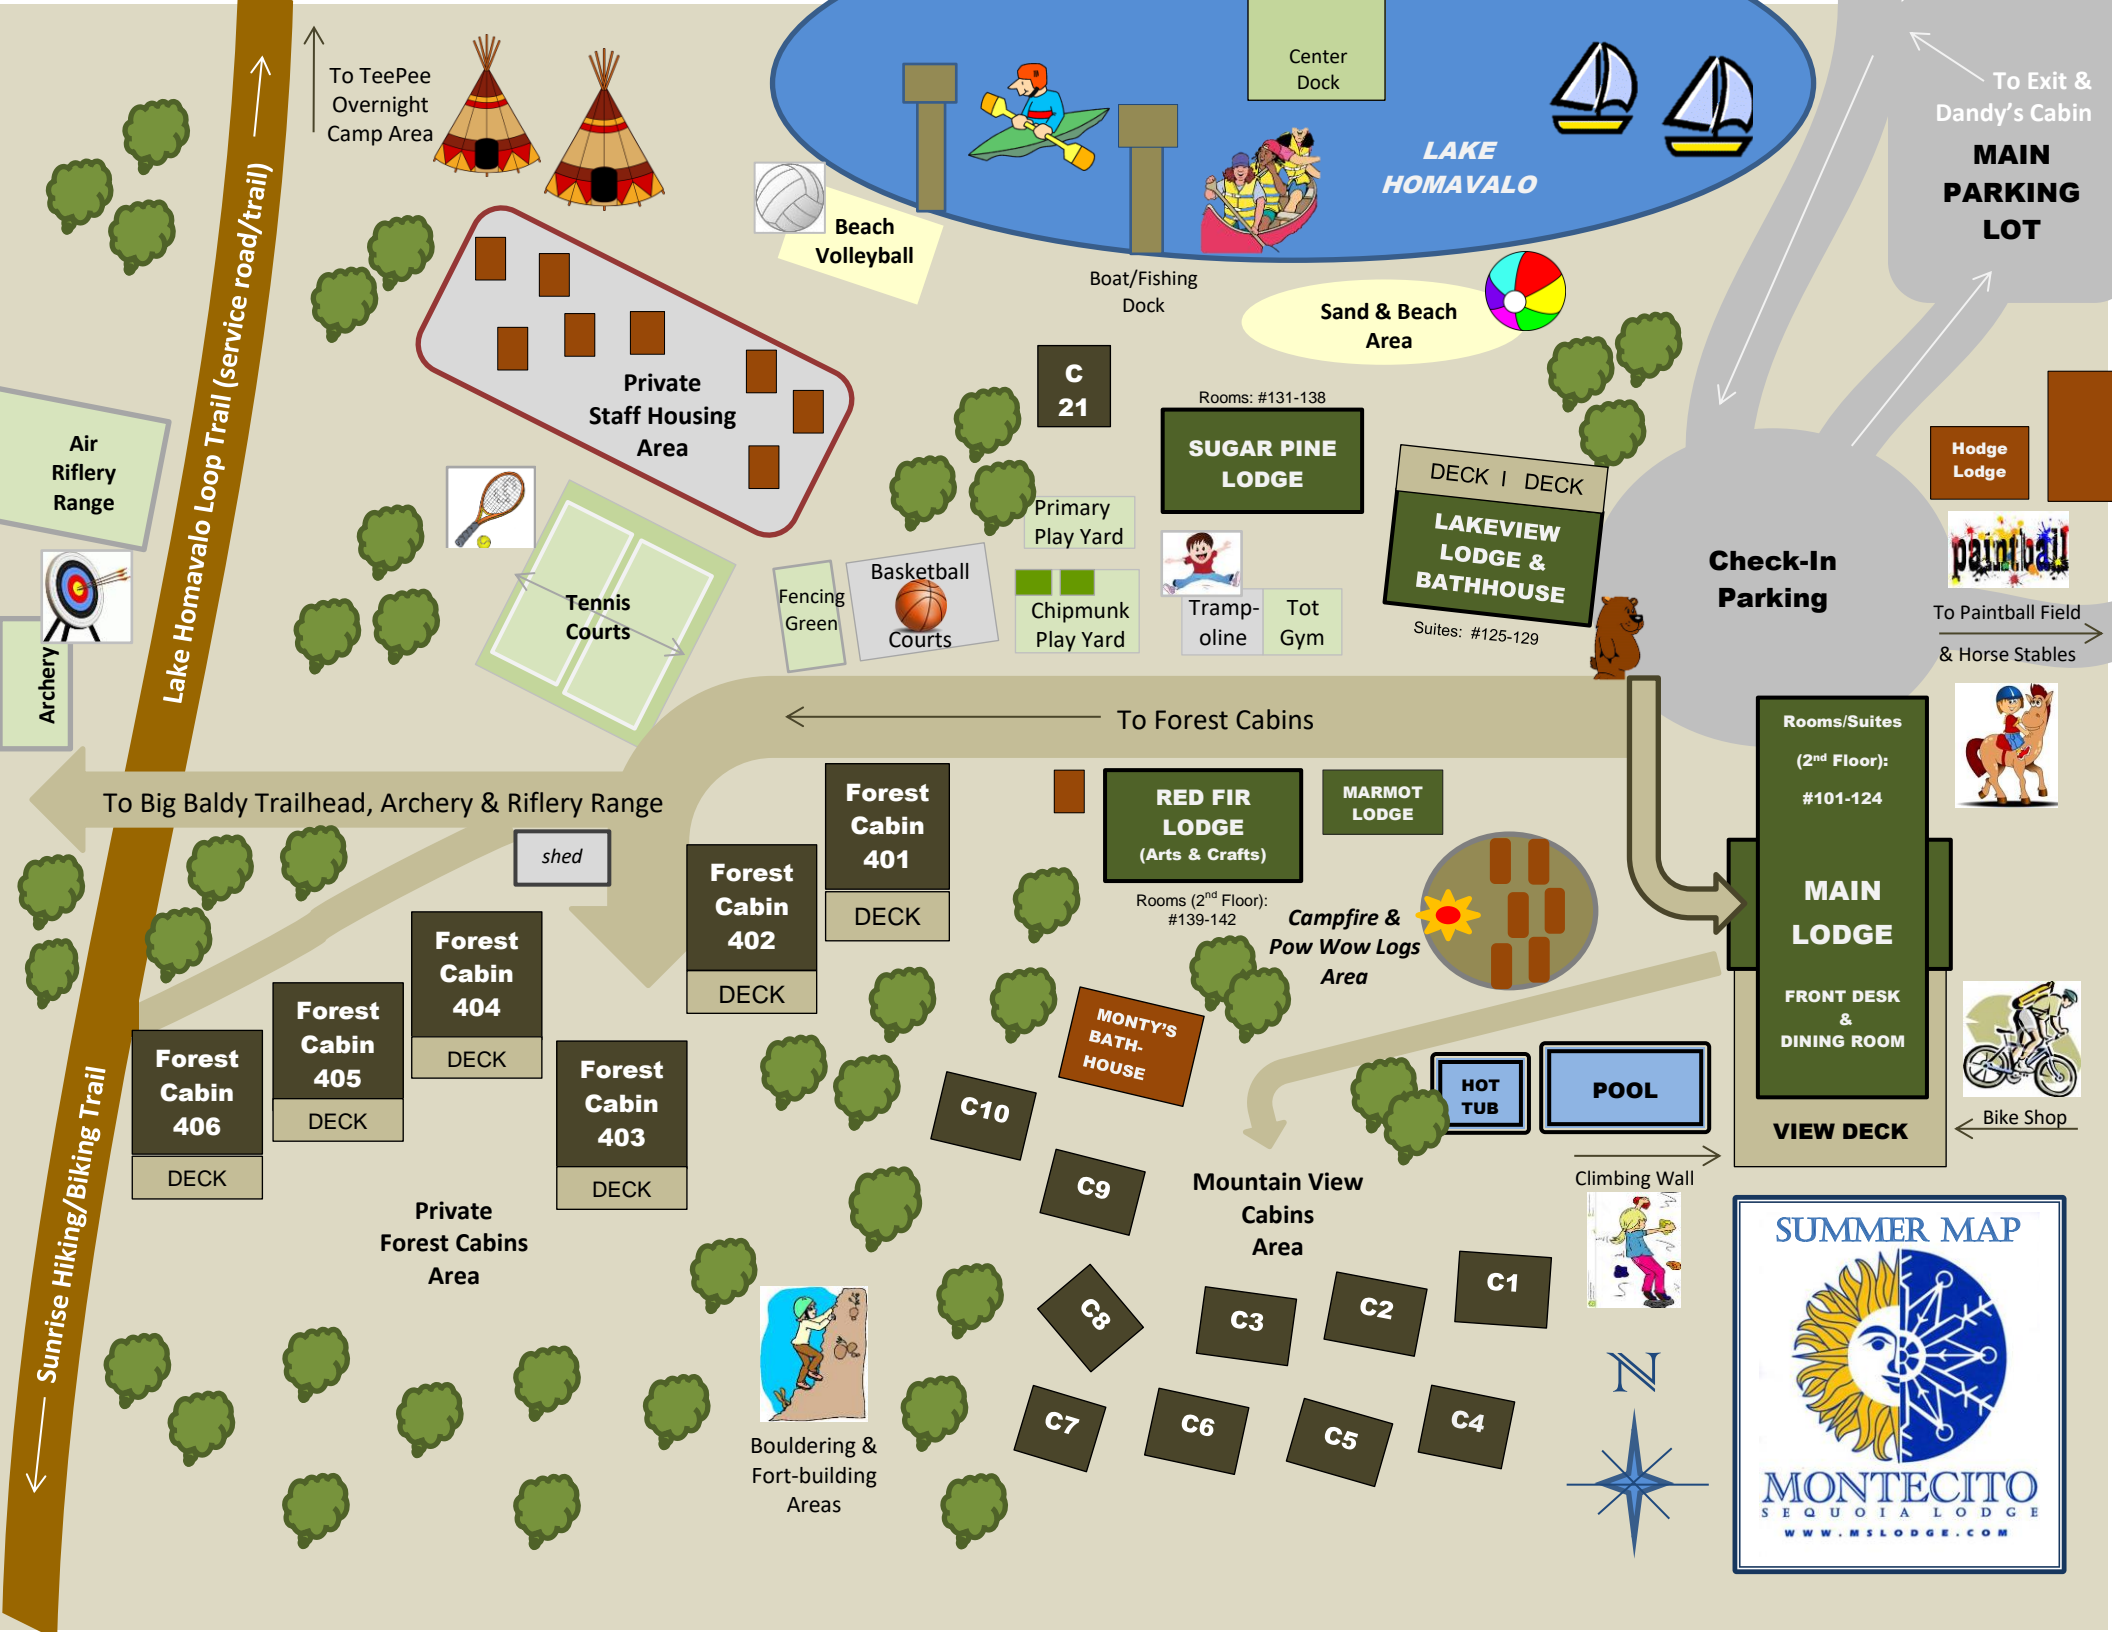 To TeePee
Overnight
Camp Area
Center
Dock
LAKE
HOMAVALO
To Exit &
Dandy's Cabin
MAIN
PARKING
LOT
Beach
Volleyball
Boat/Fishing
Dock
Sand & Beach
Area
Lake Homavalo Loop Trail (service road/trail)
Private
Staff Housing
Area
C
21
Rooms: #131-138
SUGAR PINE
LODGE
DECK I DECK
LAKEVIEW
LODGE &
BATHHOUSE
Suites: #125-129
Hodge
Lodge
Air
Riflery
Range
Archery
Tennis
Courts
Fencing
Green
Basketball
Courts
Primary
Play Yard
Chipmunk
Play Yard
Tramp-
oline
Tot
Gym
Check-In
Parking
paintball
To Paintball Field
& Horse Stables
To Forest Cabins
To Big Baldy Trailhead, Archery & Riflery Range
shed
Forest
Cabin
401
DECK
Forest
Cabin
402
DECK
RED FIR
LODGE
(Arts & Crafts)
Rooms (2nd Floor):
#139-142
MARMOT
LODGE
Campfire &
Pow Wow Logs
Area
Rooms/Suites
(2nd Floor):
#101-124
MAIN
LODGE
FRONT DESK
&
DINING ROOM
VIEW DECK
Bike Shop
Forest
Cabin
404
DECK
Forest
Cabin
405
DECK
Forest
Cabin
406
DECK
Forest
Cabin
403
DECK
MONTY'S
BATH-
HOUSE
HOT
TUB
POOL
Climbing Wall
Sunrise Hiking/Biking Trail
Private
Forest Cabins
Area
Mountain View
Cabins
Area
C10
C9
C8
C3
C2
C1
C7
C6
C5
C4
Bouldering &
Fort-building
Areas
N
SUMMER MAP
MONTECITO
SEQUOIA LODGE
WWW.MSLODGE.COM